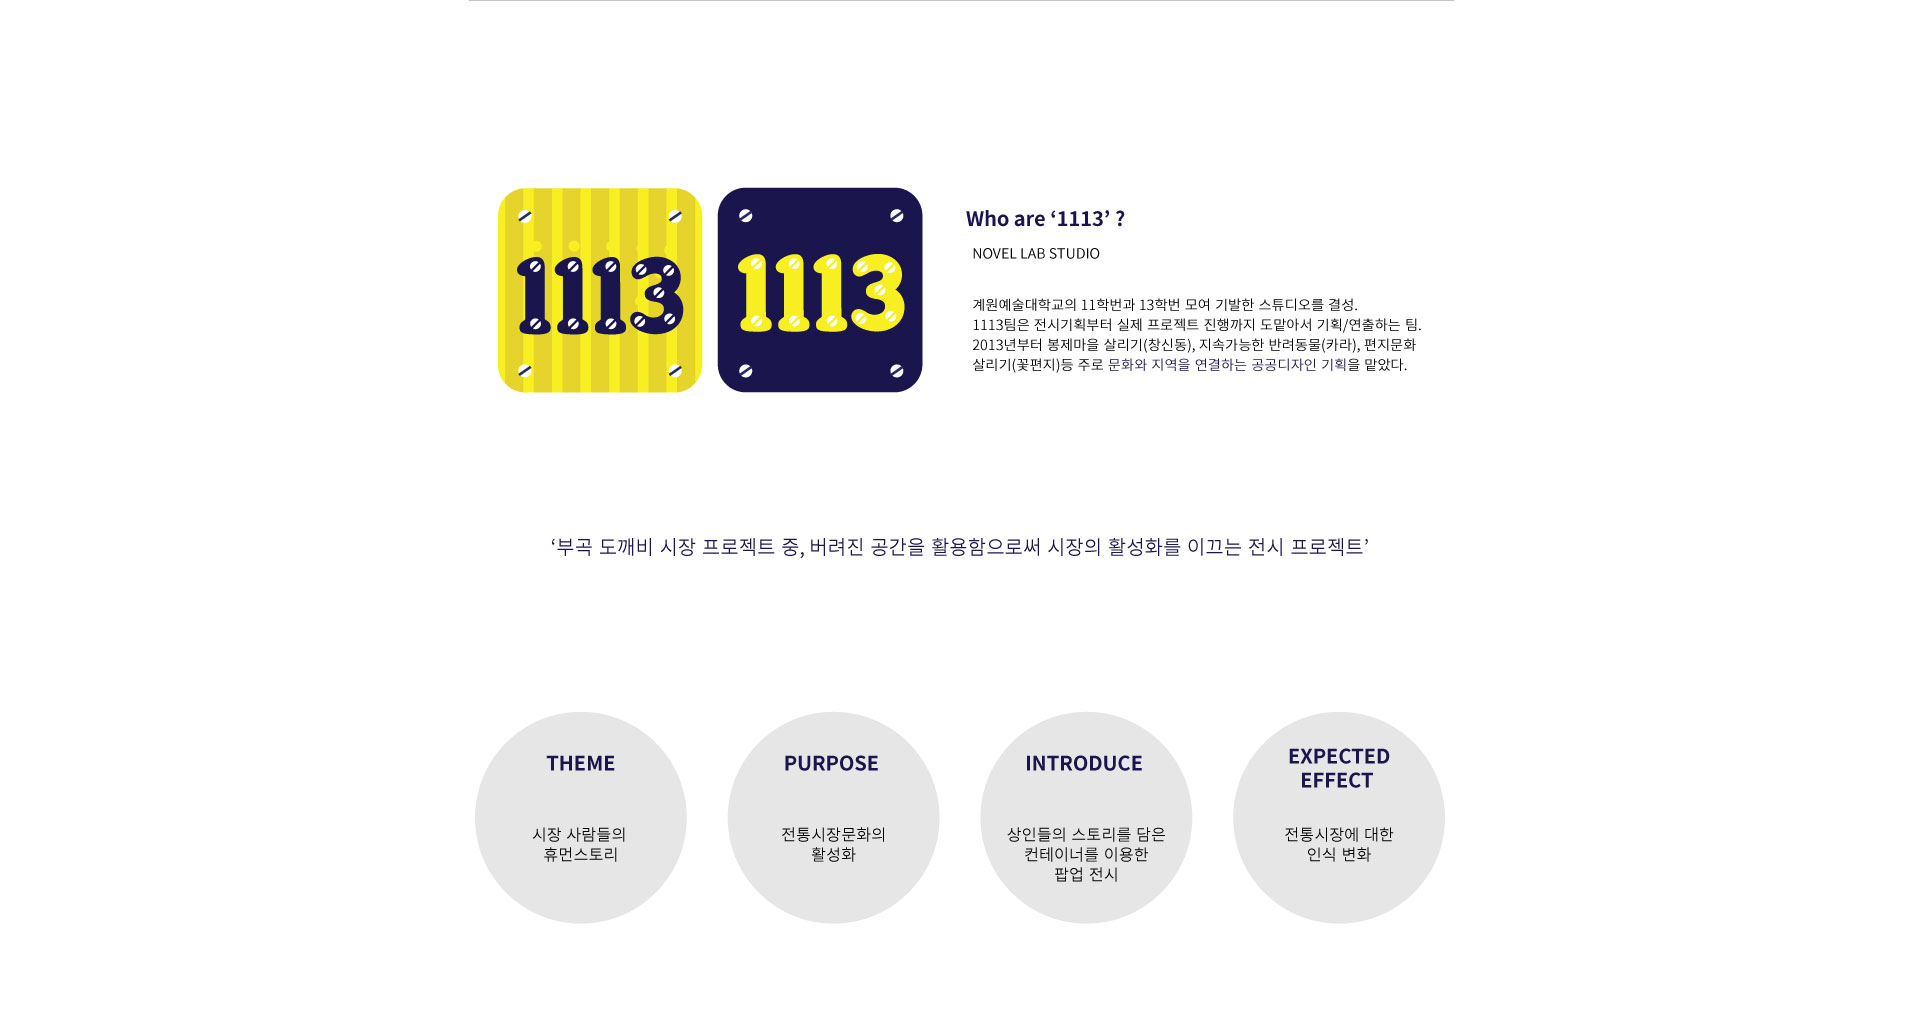 1113
1113
Who are ‘1113’ ?
NOVEL LAB STUDIO
계원예술대학교의 11학번과 13학번 모여 기발한 스튜디오를 결성.
1113팀은 전시기획부터 실제 프로젝트 진행까지 도맡아서 기획/연출하는 팀.
2013년부터 봉제마을 살리기(창신동), 지속가능한 반려동물(카라), 편지문화
살리기(꽃편지)등 주로 문화와 지역을 연결하는 공공디자인 기획을 맡았다.
‘부곡 도깨비 시장 프로젝트 중, 버려진 공간을 활용함으로써 시장의 활성화를 이끄는 전시 프로젝트’
THEME
시장 사람들의
휴먼스토리
PURPOSE
전통시장문화의
활성화
INTRODUCE
상인들의 스토리를 담은
컨테이너를 이용한
팝업 전시
EXPECTED
EFFECT
전통시장에 대한
인식 변화